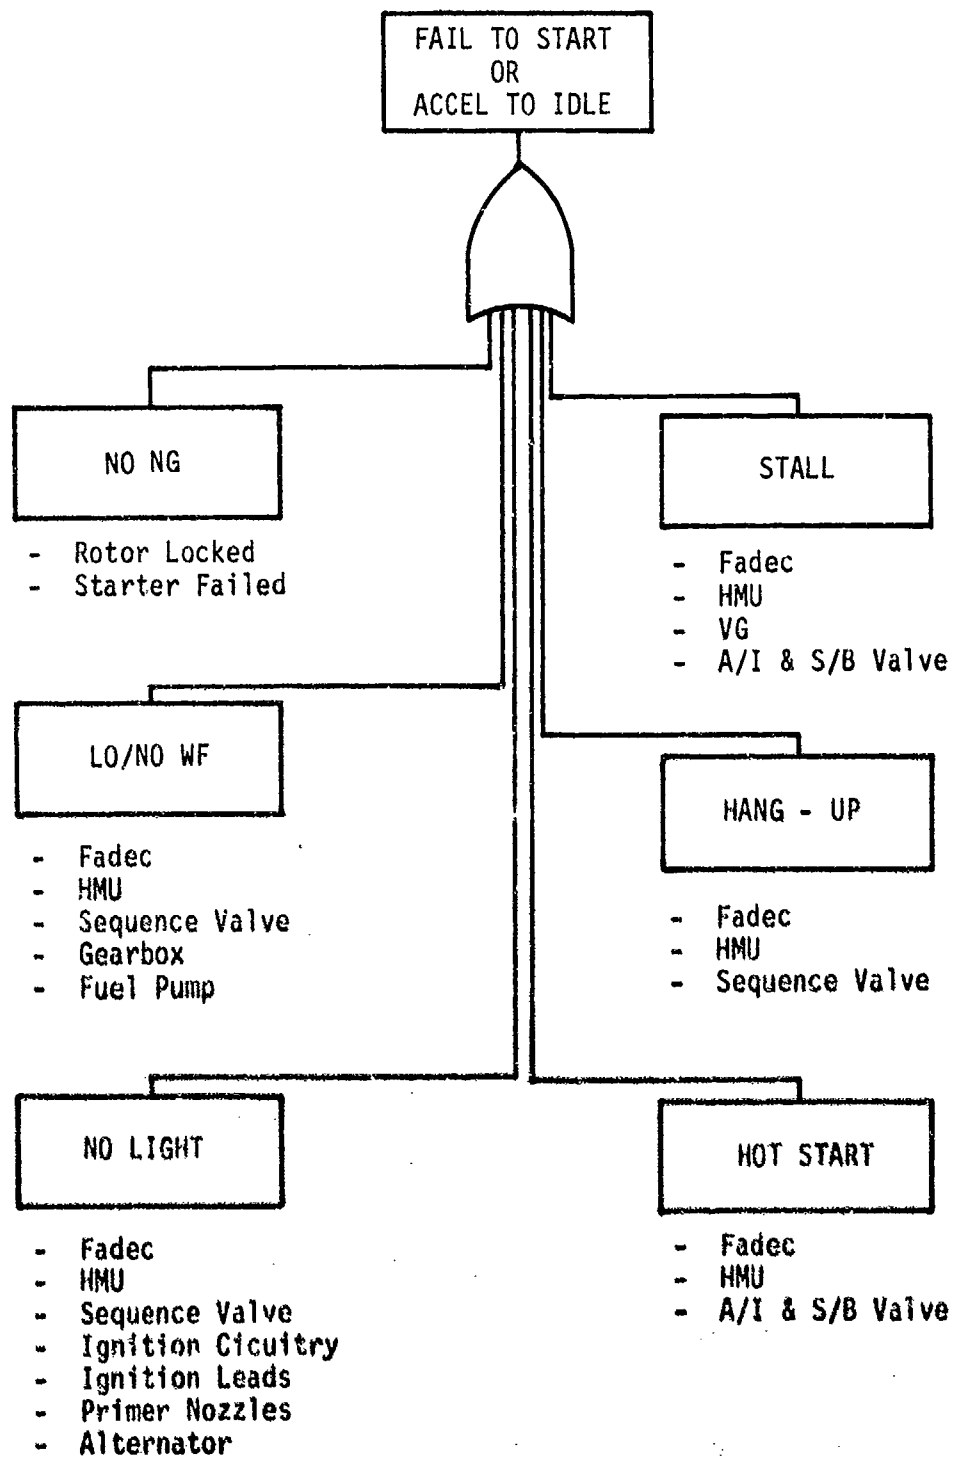 FAIL TO START
OR
ACCEL TO IDLE
NO NG
- Rotor Locked
- Starter Failed
LO/NO WF
- Fadec
- HMU
- Sequence Valve
- Gearbox
- Fuel Pump
NO LIGHT
- Fadec
- HMU
- Sequence Valve
- Ignition Cicuitry
- Ignition Leads
- Primer Nozzles
- Alternator
STALL
- Fadec
- HMU
- VG
- A/I & S/B Valve
HANG - UP
- Fadec
- HMU
- Sequence Valve
HOT START
- Fadec
- HMU
- A/I & S/B Valve